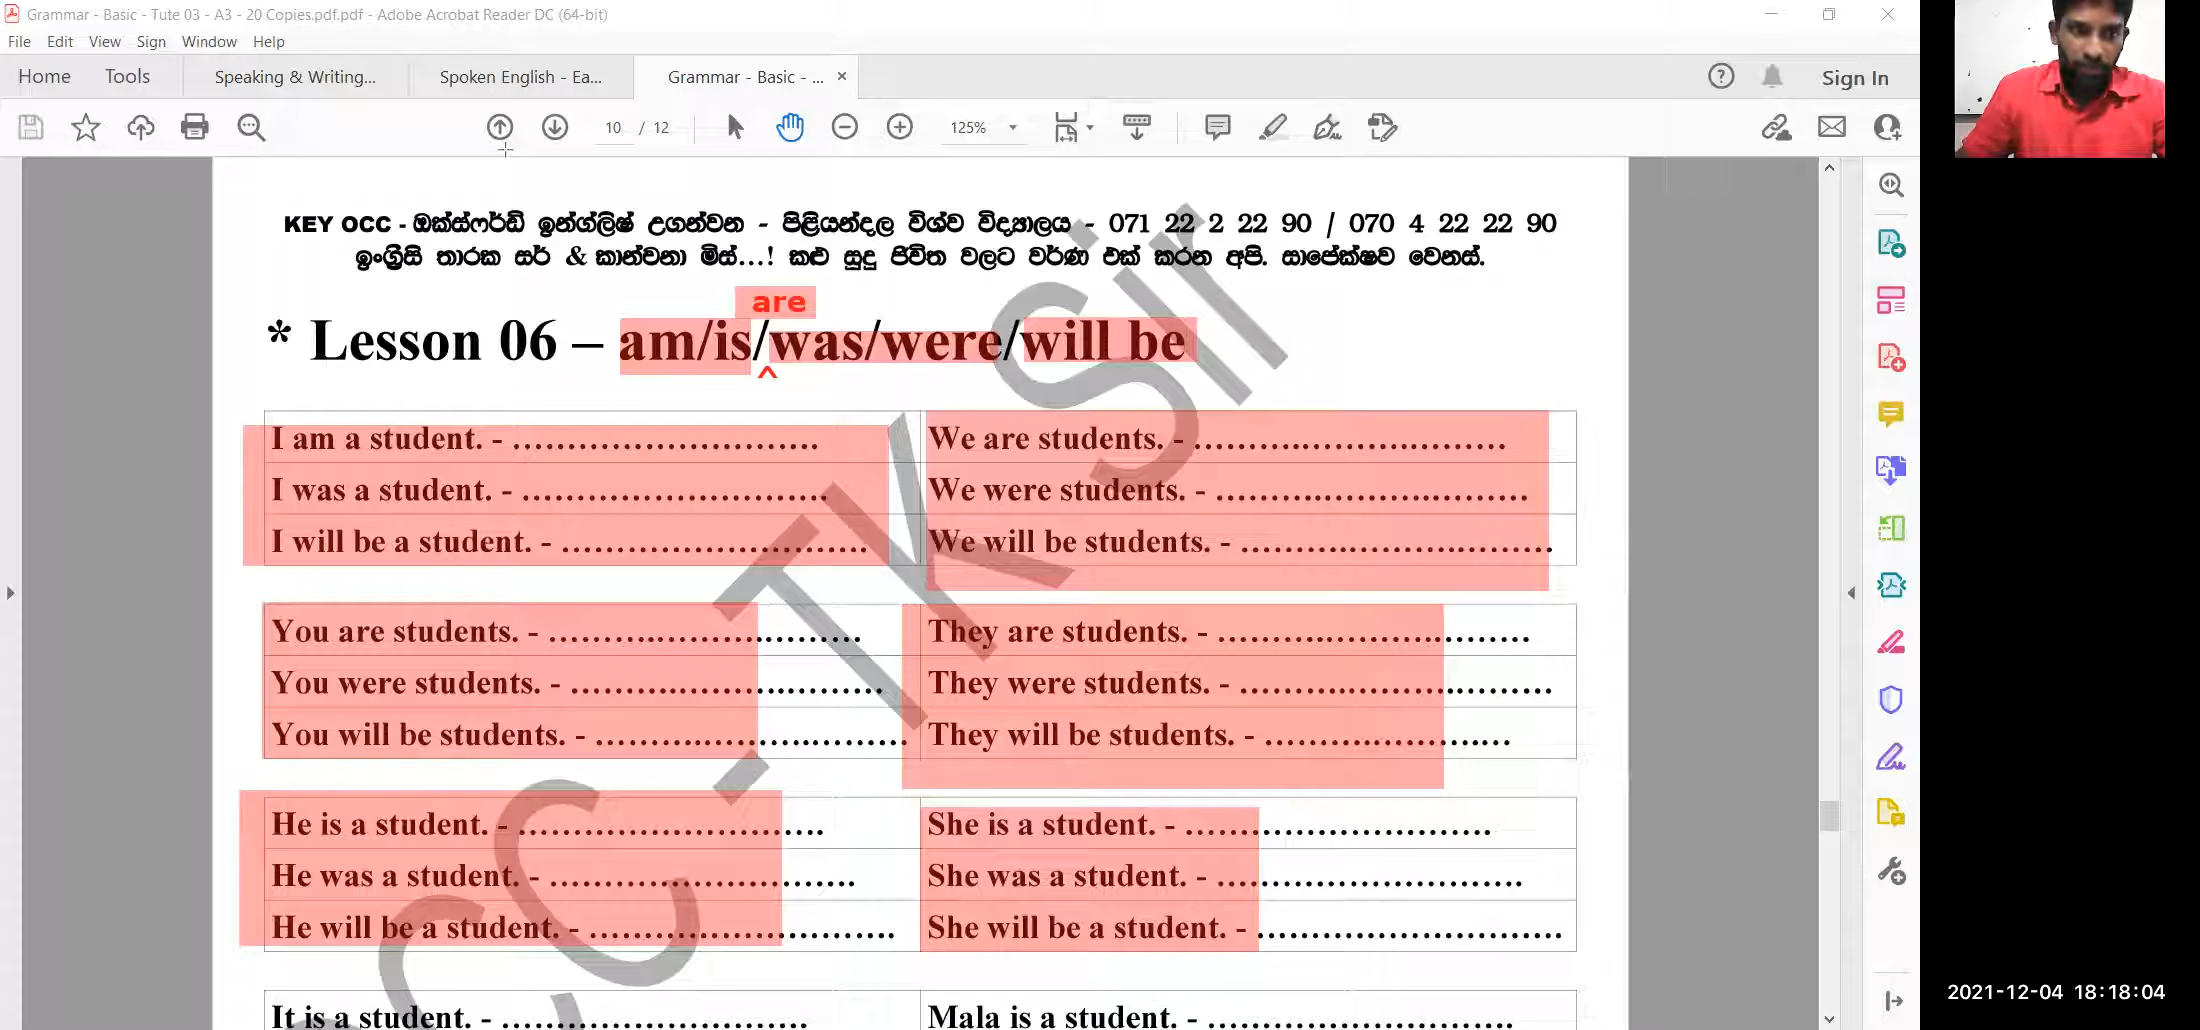 Grammar - Basic - Tute 03 - A3 - 20 Copies.pdf.pdf - Adobe Acrobat Reader DC (64-bit)
File Edit View Sign Window Help
Home Tools Speaking & Writing... Spoken English - Ea... Grammar - Basic - ... × Sign In
10 / 12 125%
KEY OCC - ඔක්ස්ෆර්ඩ් ඉන්ග්ලිෂ් උගන්වන - පිළියන්දල විශ්ව විද්‍යාලය - 071 22 2 22 90 / 070 4 22 22 90
ඉංග්‍රීසි තාරක සර් & කාන්චනා මිස්...! කළු සුදු ජීවිත වලට වර්ණ එක් කරන අපි. සාපේක්ෂව වෙනස්.
are
* Lesson 06 – am/is/was/were/will be
^
I am a student. - ................................
We are students. - ................................
I was a student. - ................................
We were students. - ................................
I will be a student. - ................................
We will be students. - ................................
You are students. - ................................
They are students. - ................................
You were students. - ................................
They were students. - ................................
You will be students. - ................................
They will be students. - ................................
He is a student. - ................................
She is a student. - ................................
He was a student. - ................................
She was a student. - ................................
He will be a student. - ................................
She will be a student. - ................................
It is a student. - ................................
Mala is a student. - ................................
CC - TK Sir
2021-12-04 18:18:04